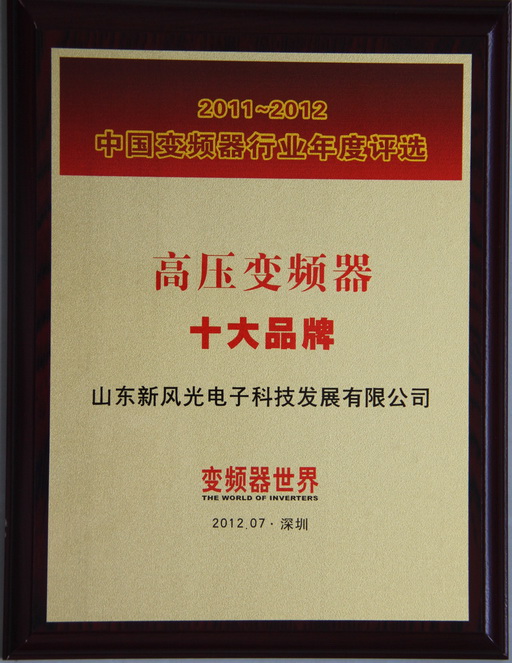 2011~2012
中国变频器行业年度评选
高压变频器
十大品牌
山东新风光电子科技发展有限公司
变频器世界
THE WORLD OF INVERTERS
2012.07·深圳